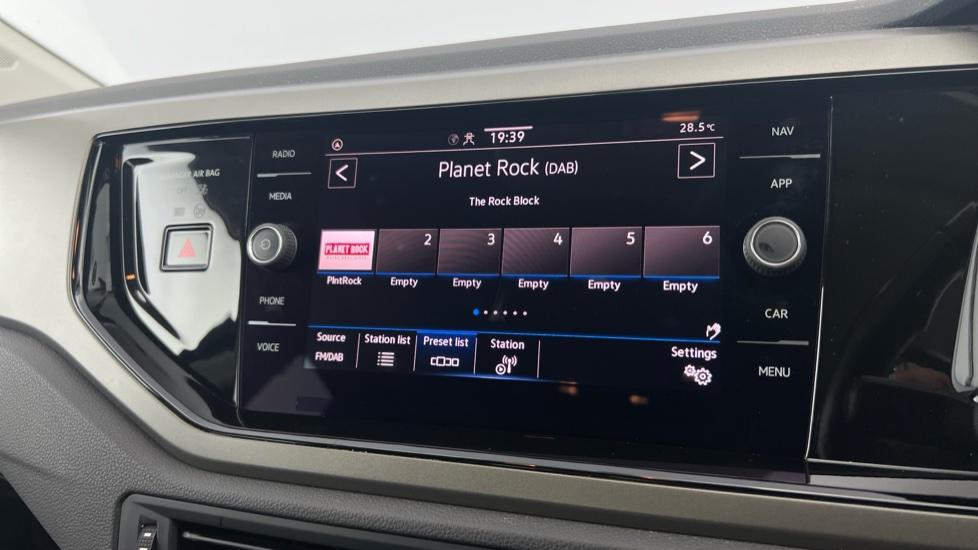 19:39
28.5°C
Planet Rock (DAB)
The Rock Block
PLANET ROCK
2
3
4
5
6
PlntRock
Empty
Empty
Empty
Empty
Empty
Source
FM/DAB
Station list
Preset list
Station
Settings
AIR BAG
RADIO
MEDIA
PHONE
VOICE
NAV
APP
CAR
MENU